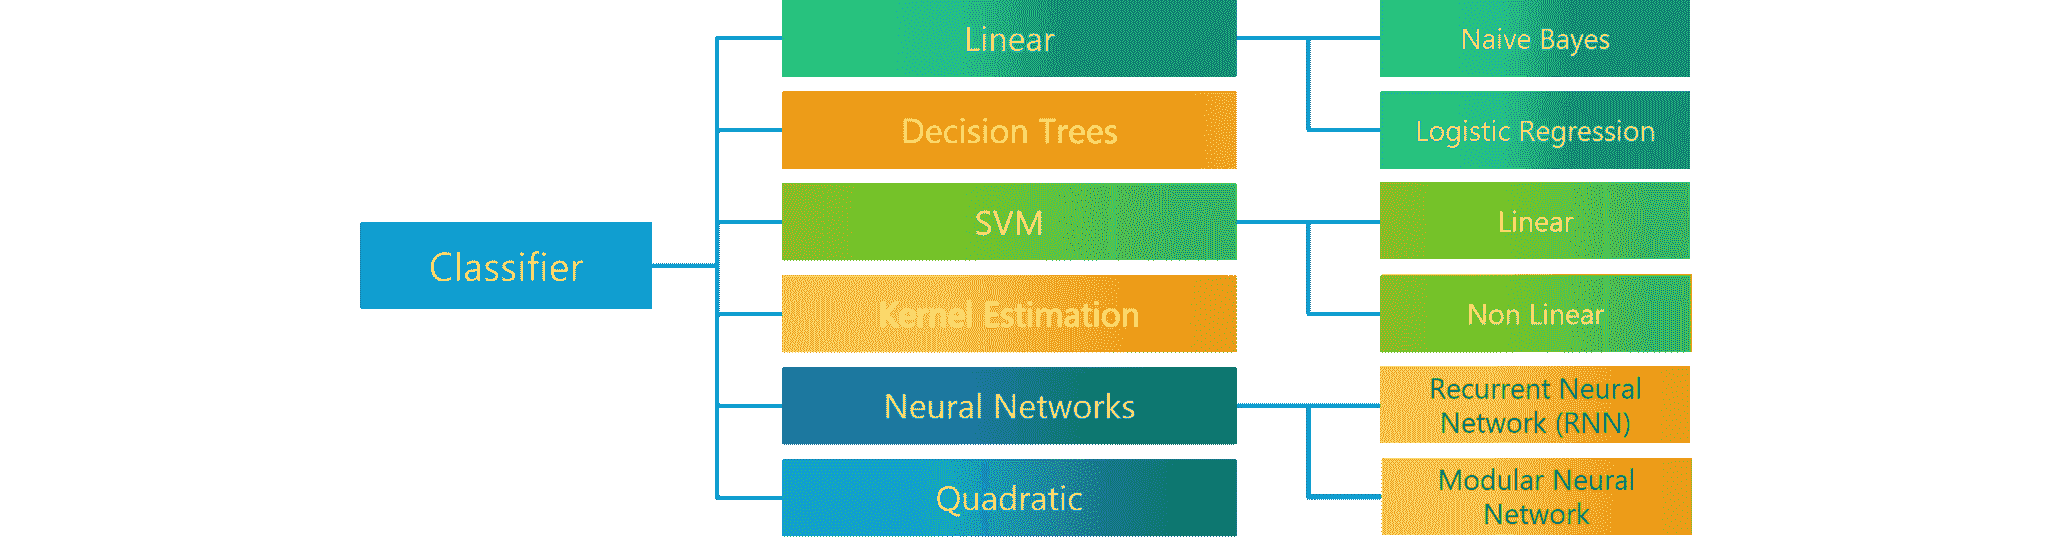 Classifier
Linear
Decision Trees
SVM
Kernel Estimation
Neural Networks
Quadratic
Naive Bayes
Logistic Regression
Linear
Non Linear
Recurrent Neural
Network (RNN)
Modular Neural
Network